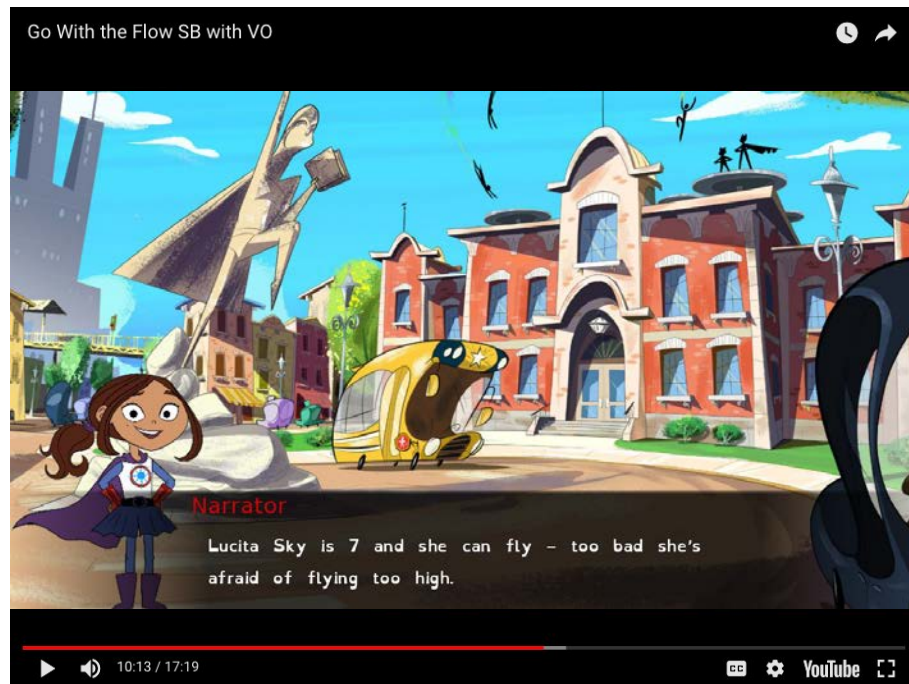 Go With the Flow SB with VO
Narrator
Lucita Sky is 7 and she can fly – too bad she's
afraid of flying too high.
10:13 / 17:19
CC
YouTube